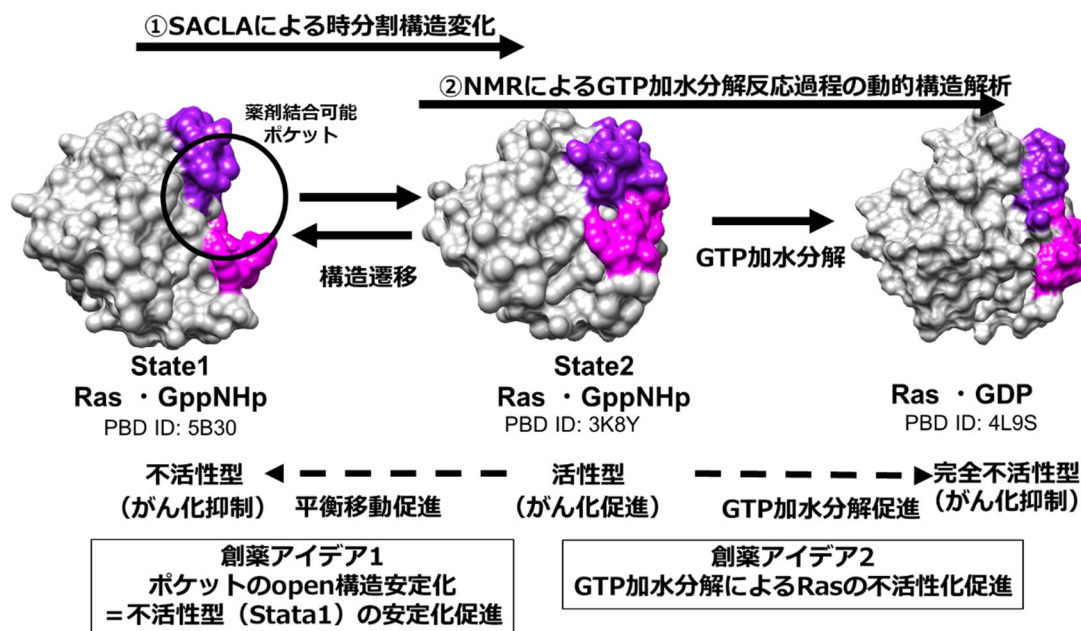 ①SACLAによる時分割構造変化
②NMRによるGTP加水分解反応過程の動的構造解析
薬剤結合可能
ポケット
構造遷移
GTP加水分解
State1
Ras ・GppNHp
PBD ID: 5B30
State2
Ras ・GppNHp
PBD ID: 3K8Y
Ras ・GDP
PBD ID: 4L9S
不活性型
（がん化抑制）
平衡移動促進
活性型
（がん化促進）
GTP加水分解促進
完全不活性型
（がん化抑制）
創薬アイデア1
ポケットのopen構造安定化
＝不活性型（Stata1）の安定化促進
創薬アイデア2
GTP加水分解によるRasの不活性化促進